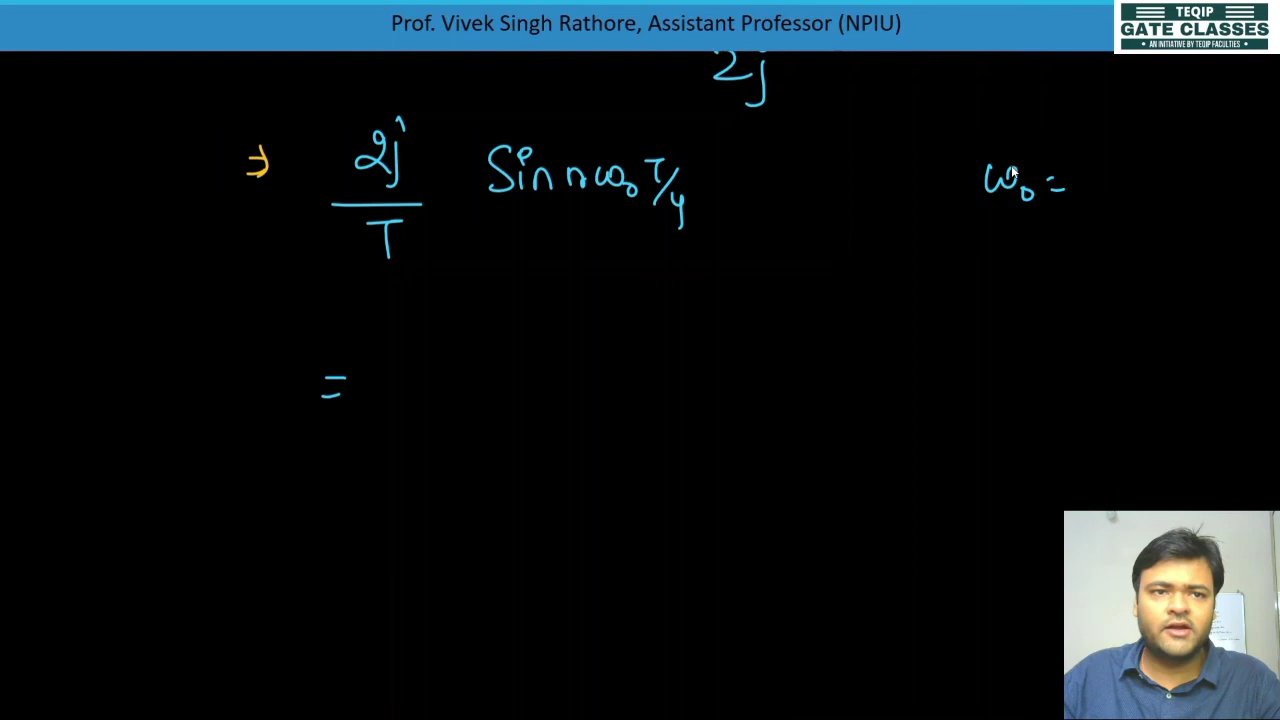 Prof. Vivek Singh Rathore, Assistant Professor (NPIU)
TEQIP
GATE CLASSES
• AN INITIATIVE BY TEQIP FACULTIES •
2j
⇒ 2j/T Sin nω₀ T/4
ω₀ =
=